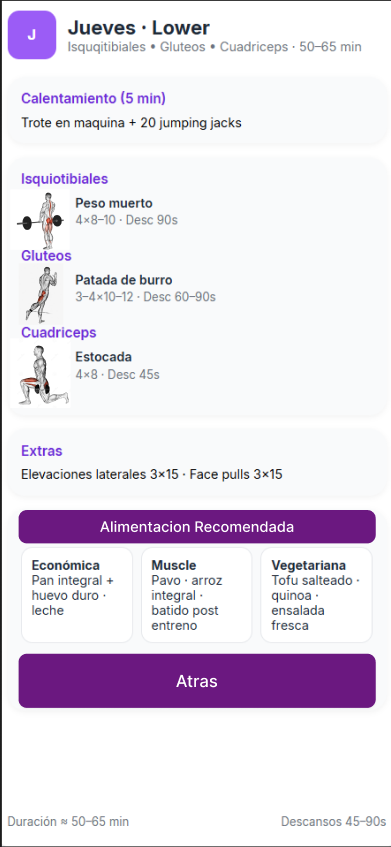 J
Jueves · Lower
Isquqitibiales • Gluteos • Cuadriceps · 50–65 min
Calentamiento (5 min)
Trote en maquina + 20 jumping jacks
Isquiotibiales
Peso muerto
4×8–10 · Desc 90s
Gluteos
Patada de burro
3–4×10–12 · Desc 60–90s
Cuadriceps
Estocada
4×8 · Desc 45s
Extras
Elevaciones laterales 3×15 · Face pulls 3×15
Alimentacion Recomendada
Económica
Pan integral +
huevo duro ·
leche
Muscle
Pavo · arroz
integral ·
batido post
entreno
Vegetariana
Tofu salteado ·
quinoa ·
ensalada
fresca
Atras
Duración ≈ 50–65 min
Descansos 45–90s